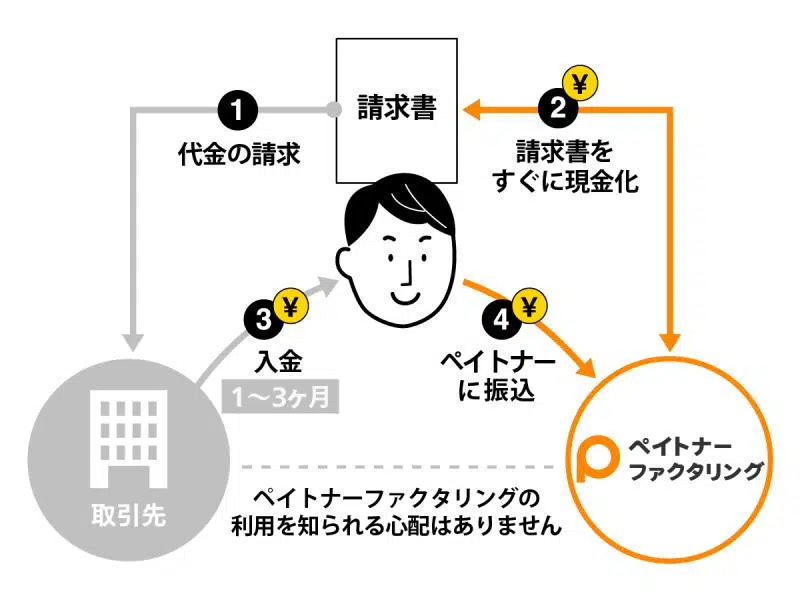 請求書
1
代金の請求
¥
2
請求書を
すぐに現金化
¥
3
入金
1〜3ヶ月
¥
4
ペイトナー
に振込
取引先
ペイトナー
ファクタリング
ペイトナーファクタリングの
利用を知られる心配はありません